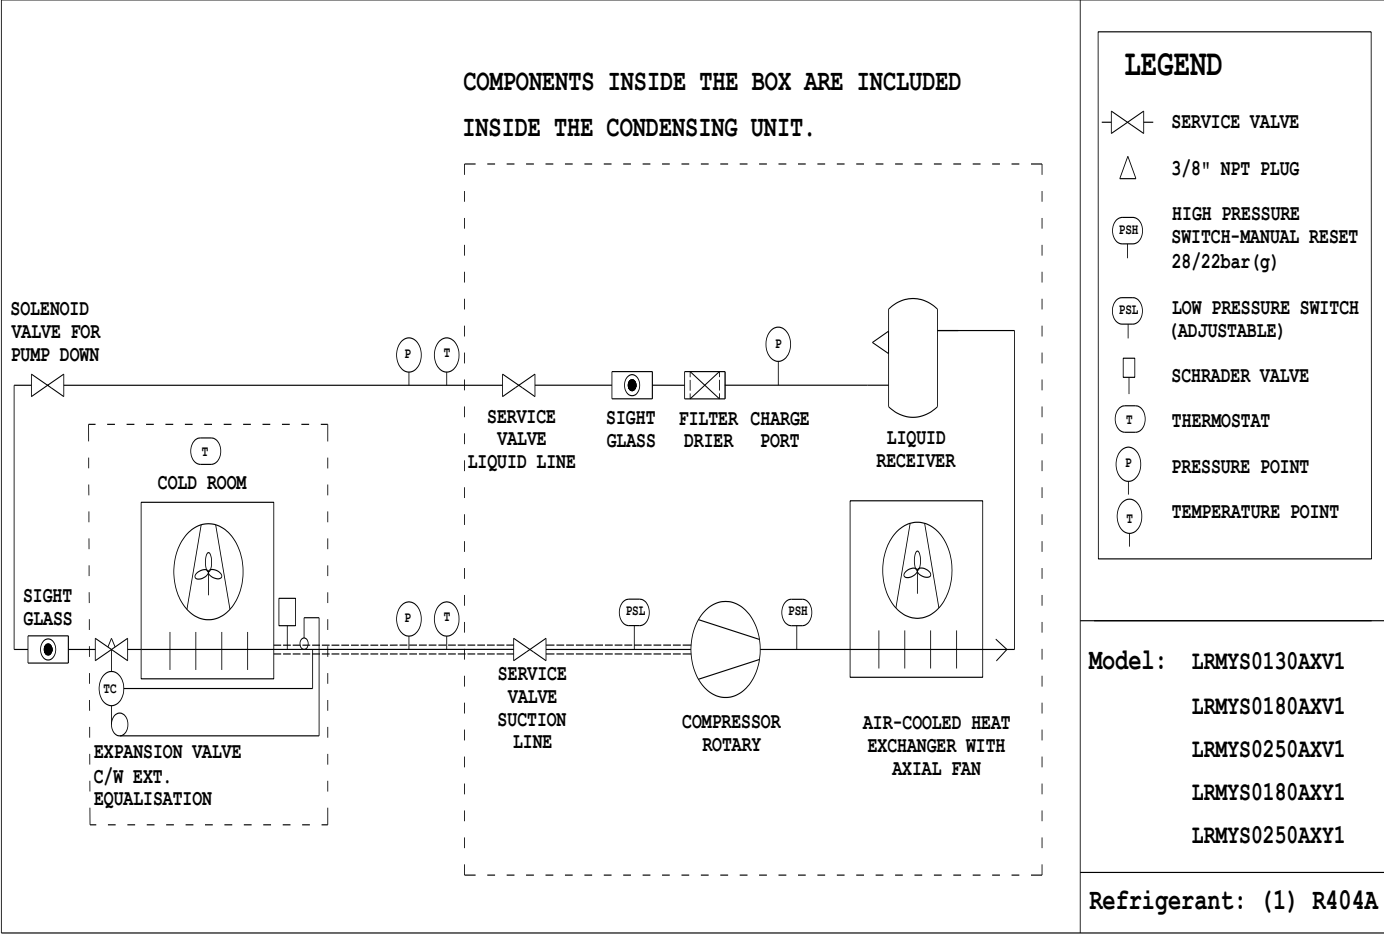 COMPONENTS INSIDE THE BOX ARE INCLUDED
INSIDE THE CONDENSING UNIT.
SOLENOID
VALVE FOR
PUMP DOWN
P
T
P
SERVICE
VALVE
LIQUID LINE
SIGHT
GLASS
FILTER
DRIER
CHARGE
PORT
LIQUID
RECEIVER
T
COLD ROOM
SIGHT
GLASS
TC
EXPANSION VALVE
C/W EXT.
EQUALISATION
P
T
SERVICE
VALVE
SUCTION
LINE
PSL
COMPRESSOR
ROTARY
PSH
AIR-COOLED HEAT
EXCHANGER WITH
AXIAL FAN
LEGEND
SERVICE VALVE
3/8" NPT PLUG
PSH
HIGH PRESSURE
SWITCH-MANUAL RESET
28/22bar(g)
PSL
LOW PRESSURE SWITCH
(ADJUSTABLE)
SCHRADER VALVE
T
THERMOSTAT
P
PRESSURE POINT
T
TEMPERATURE POINT
Model: LRMYS0130AXV1
LRMYS0180AXV1
LRMYS0250AXV1
LRMYS0180AXY1
LRMYS0250AXY1
Refrigerant: (1) R404A